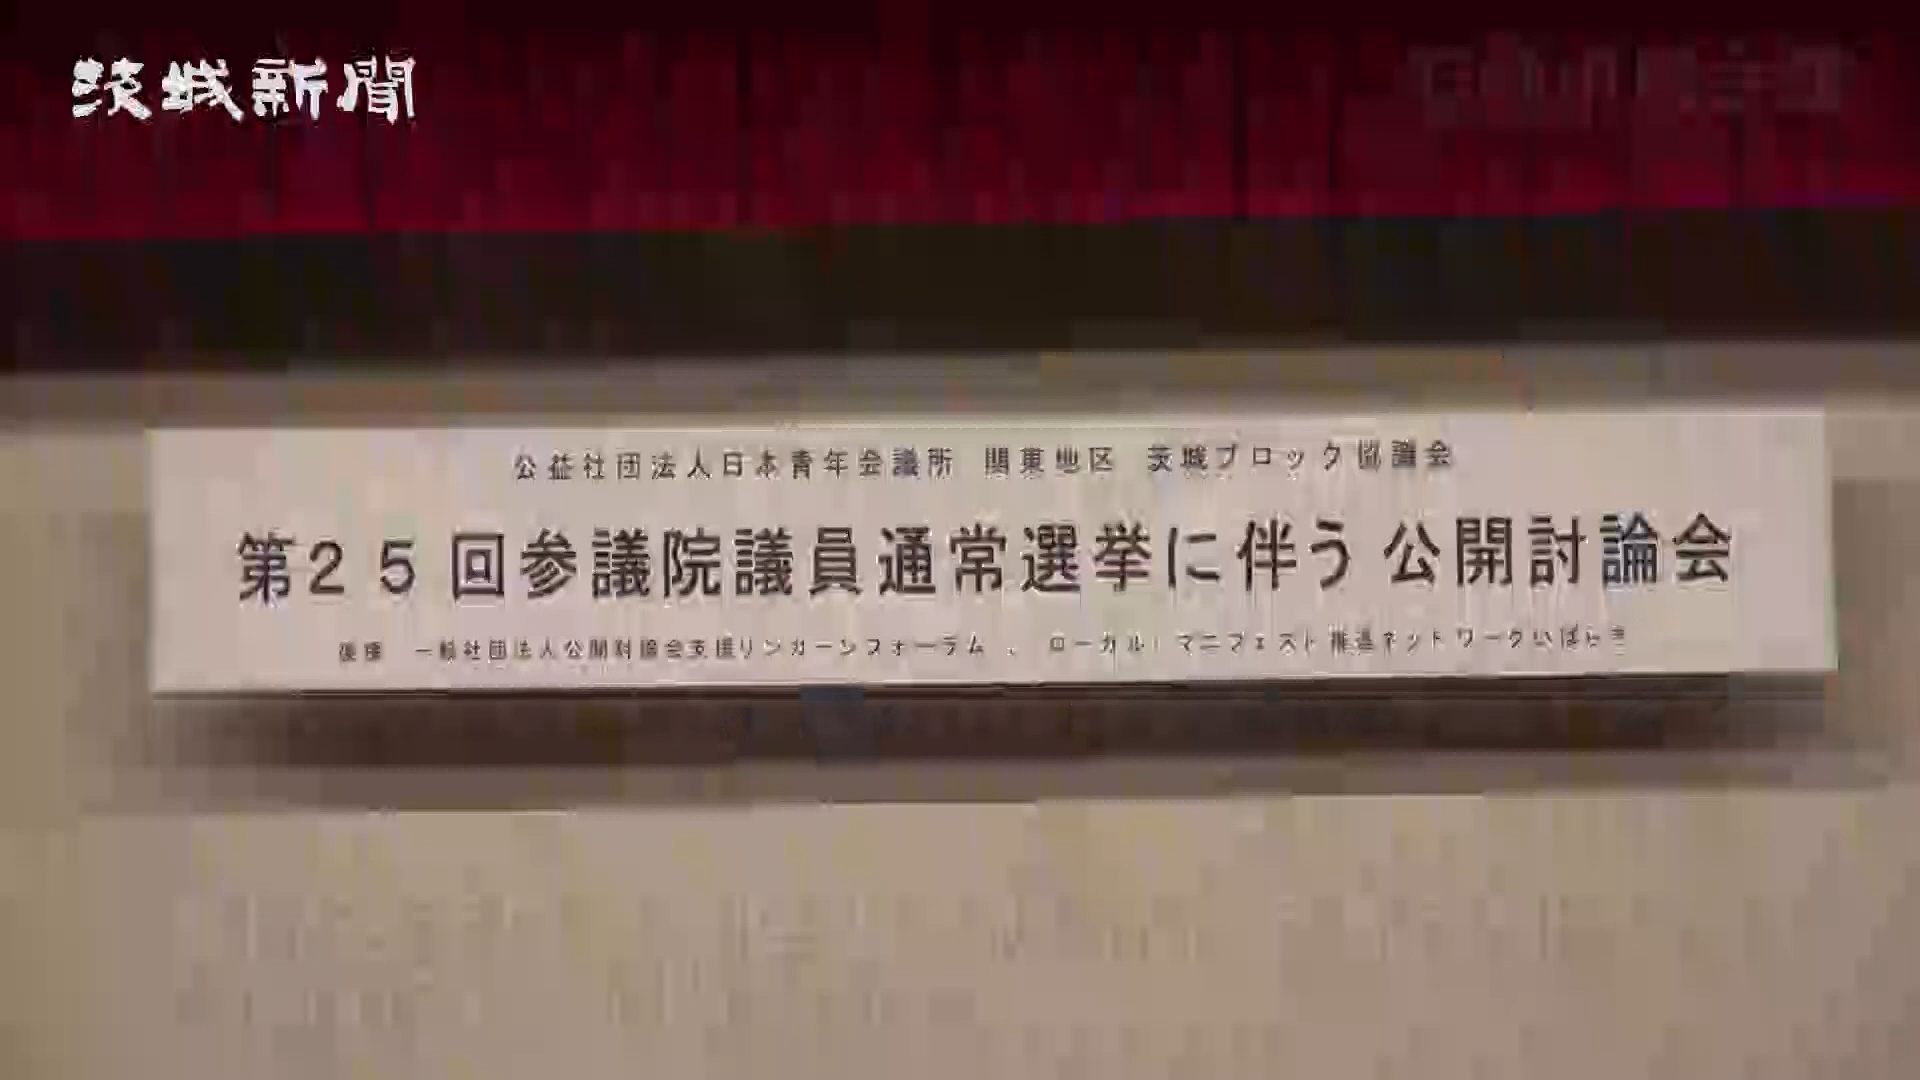 茨城新聞
公益社団法人日本青年会議所 関東地区 茨城ブロック協議会
第25回参議院議員通常選挙に伴う 公開討論会
後援 一般社団法人公開討論会支援リンカーンフォーラム 、 ローカル・マニフェスト推進ネットワークいばらき